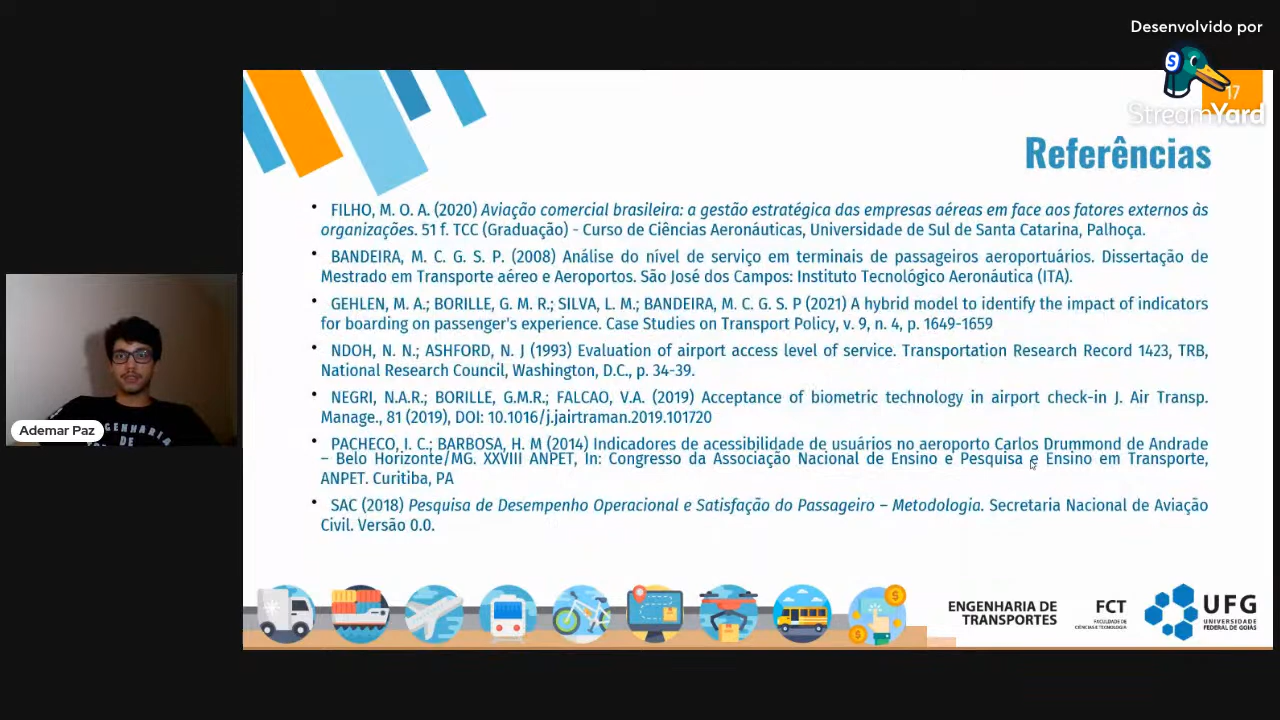 Desenvolvido por
StreamYard
17
Referências
• FILHO, M. O. A. (2020) Aviação comercial brasileira: a gestão estratégica das empresas aéreas em face aos fatores externos às
organizações. 51 f. TCC (Graduação) - Curso de Ciências Aeronáuticas, Universidade de Sul de Santa Catarina, Palhoça.
• BANDEIRA, M. C. G. S. P. (2008) Análise do nível de serviço em terminais de passageiros aeroportuários. Dissertação de
Mestrado em Transporte aéreo e Aeroportos. São José dos Campos: Instituto Tecnológico Aeronáutica (ITA).
• GEHLEN, M. A.; BORILLE, G. M. R.; SILVA, L. M.; BANDEIRA, M. C. G. S. P (2021) A hybrid model to identify the impact of indicators
for boarding on passenger's experience. Case Studies on Transport Policy, v. 9, n. 4, p. 1649-1659
• NDOH, N. N.; ASHFORD, N. J (1993) Evaluation of airport access level of service. Transportation Research Record 1423, TRB,
National Research Council, Washington, D.C., p. 34-39.
• NEGRI, N.A.R.; BORILLE, G.M.R.; FALCAO, V.A. (2019) Acceptance of biometric technology in airport check-in J. Air Transp.
Manage., 81 (2019), DOI: 10.1016/j.jairtraman.2019.101720
• PACHECO, I. C.; BARBOSA, H. M (2014) Indicadores de acessibilidade de usuários no aeroporto Carlos Drummond de Andrade
– Belo Horizonte/MG. XXVIII ANPET, In: Congresso da Associação Nacional de Ensino e Pesquisa e Ensino em Transporte,
ANPET. Curitiba, PA
• SAC (2018) Pesquisa de Desempenho Operacional e Satisfação do Passageiro – Metodologia. Secretaria Nacional de Aviação
Civil. Versão 0.0.
Ademar Paz
ENGENHARIA
DE
ENGENHARIA DE
TRANSPORTES
FCT
FACULDADE DE
CIÊNCIAS E TECNOLOGIA
UFG
UNIVERSIDADE
FEDERAL DE GOIÁS